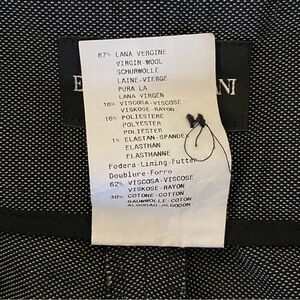 67% LANA VERGINE
VIRGIN-WOOL
SCHURWOLLE
LAINE-VIERGE
PURA LA
LANA VIRGEN
16% VISCOSA-VISCOSE
VISKOSE-RAYON
16% POLIESTERE
POLYESTER
POLIESTER
1% ELASTAN-SPANDEX
ELASTHAN
ELASTHANNE
Fodera-Lining-Futter
Doublure-Forro
62% VISCOSA-VISCOSE
VISKOSE-RAYON
38% COTONE-COTTON
BAUMWOLLE-COTON
ALGODAO-ALGODON
E
NI